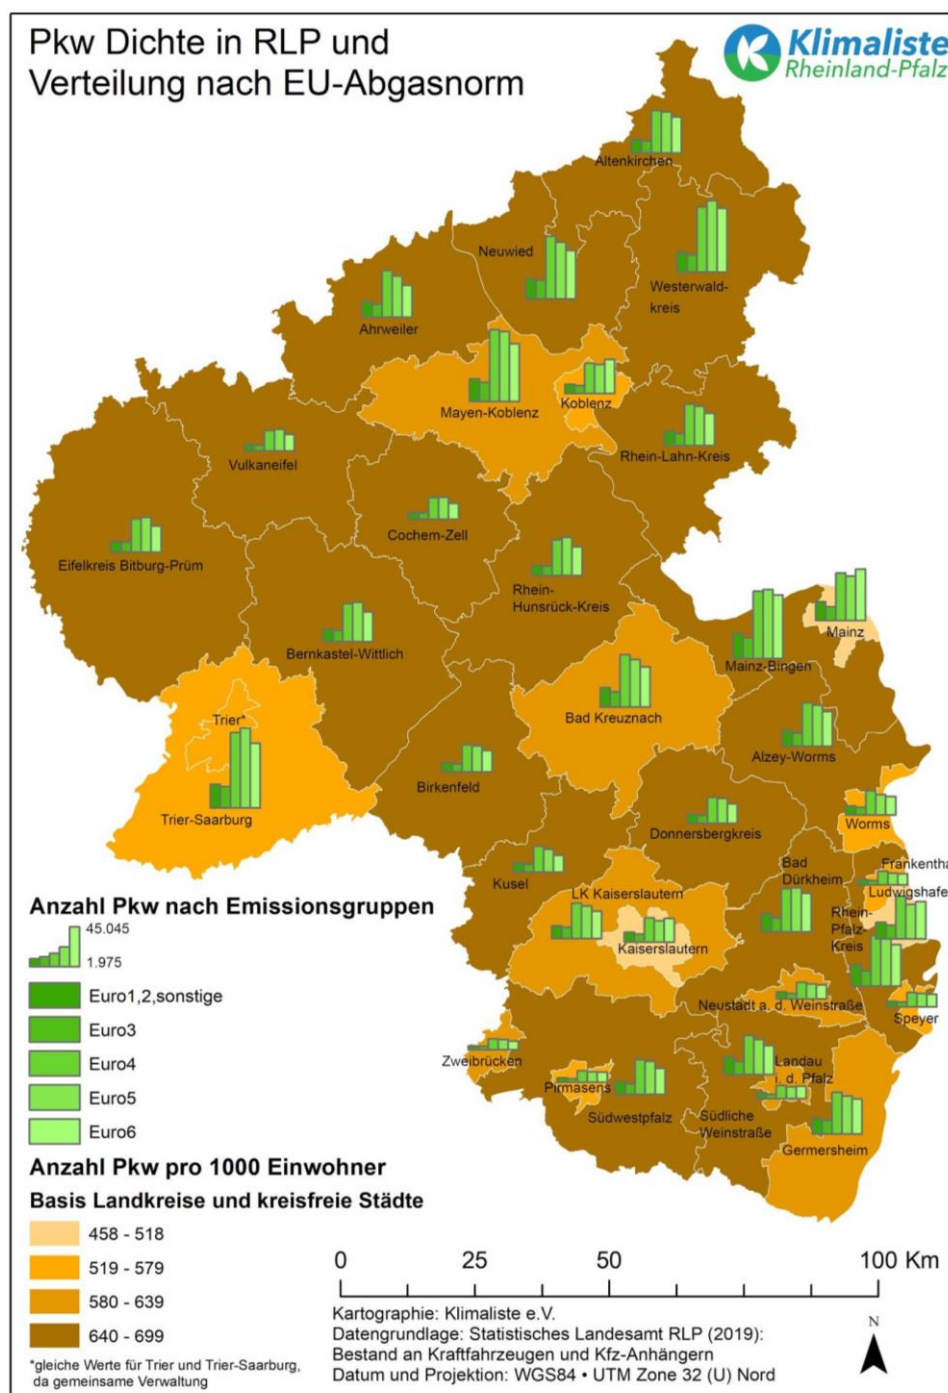 Pkw Dichte in RLP und
Verteilung nach EU-Abgasnorm
Klimaliste
Rheinland-Pfalz
Altenkirchen
Neuwied
Westerwald-
kreis
Ahrweiler
Mayen-Koblenz
Koblenz
Rhein-Lahn-Kreis
Vulkaneifel
Cochem-Zell
Eifelkreis Bitburg-Prüm
Rhein-
Hunsrück-Kreis
Bernkastel-Wittlich
Mainz
Mainz-Bingen
Bad Kreuznach
Trier*
Alzey-Worms
Birkenfeld
Trier-Saarburg
Donnersbergkreis
Worms
Kusel
Bad
Dürkheim
Frankentha
Ludwigshafe
LK Kaiserslautern
Kaiserslautern
Rhein-
Pfalz-
Kreis
Neustadt a. d. Weinstraße
Speyer
Zweibrücken
Pirmasens
Südwestpfalz
Landau
i. d. Pfalz
Südliche
Weinstraße
Germersheim
Anzahl Pkw nach Emissionsgruppen
45.045
1.975
Euro1,2,sonstige
Euro3
Euro4
Euro5
Euro6
Anzahl Pkw pro 1000 Einwohner
Basis Landkreise und kreisfreie Städte
458 - 518
519 - 579
580 - 639
640 - 699
*gleiche Werte für Trier und Trier-Saarburg,
da gemeinsame Verwaltung
0 25 50 100 Km
Kartographie: Klimaliste e.V.
Datengrundlage: Statistisches Landesamt RLP (2019):
Bestand an Kraftfahrzeugen und Kfz-Anhängern
Datum und Projektion: WGS84 • UTM Zone 32 (U) Nord
N